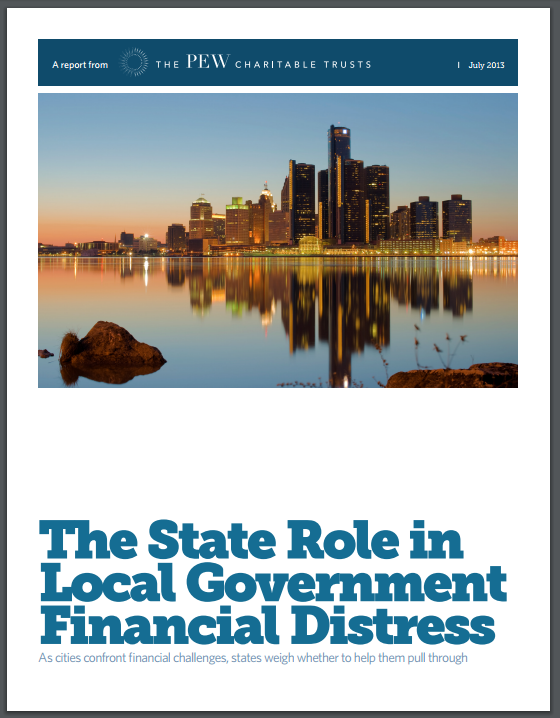 A report from THE PEW CHARITABLE TRUSTS | July 2013
The State Role in
Local Government
Financial Distress
As cities confront financial challenges, states weigh whether to help them pull through